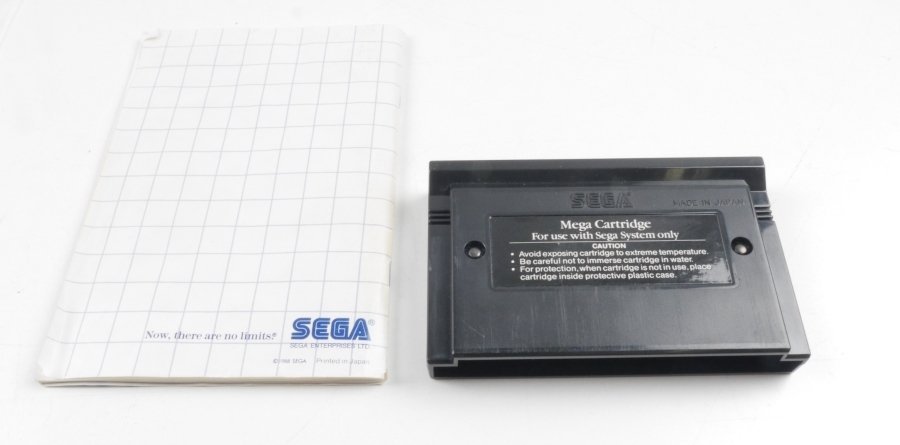 Now, there are no limits.® SEGA®
SEGA ENTERPRISES LTD.
©1988 SEGA Printed in Japan
SEGA®
MADE IN JAPAN
Mega Cartridge
For use with Sega System only
CAUTION
• Avoid exposing cartridge to extreme temperature.
• Be careful not to immerse cartridge in water.
• For protection, when cartridge is not in use, place
cartridge inside protective plastic case.